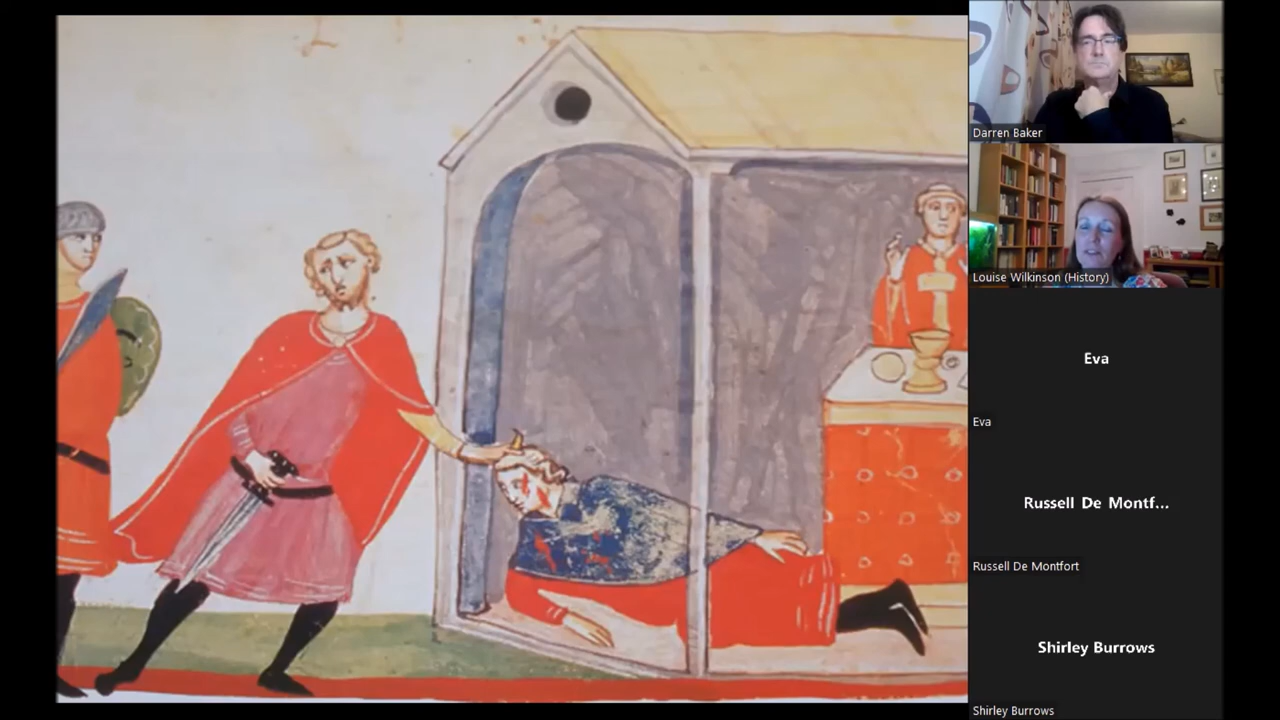 Darren Baker
Louise Wilkinson (History)
Eva
Eva
Russell De Montf...
Russell De Montfort
Shirley Burrows
Shirley Burrows